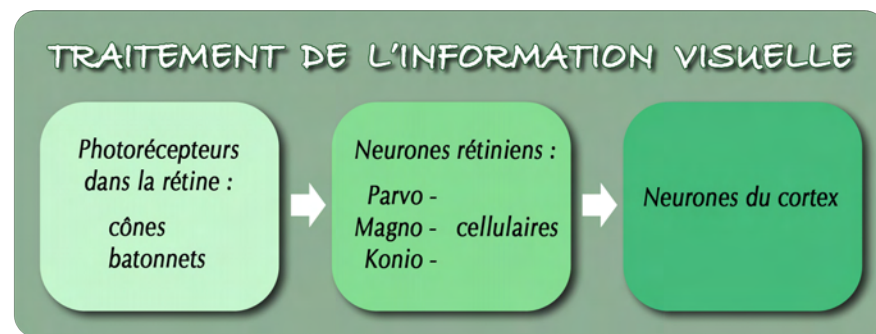 TRAITEMENT DE L'INFORMATION VISUELLE
Photorécepteurs
dans la rétine :
cônes
batonnets
Neurones rétiniens :
Parvo -
Magno - cellulaires
Konio -
Neurones du cortex